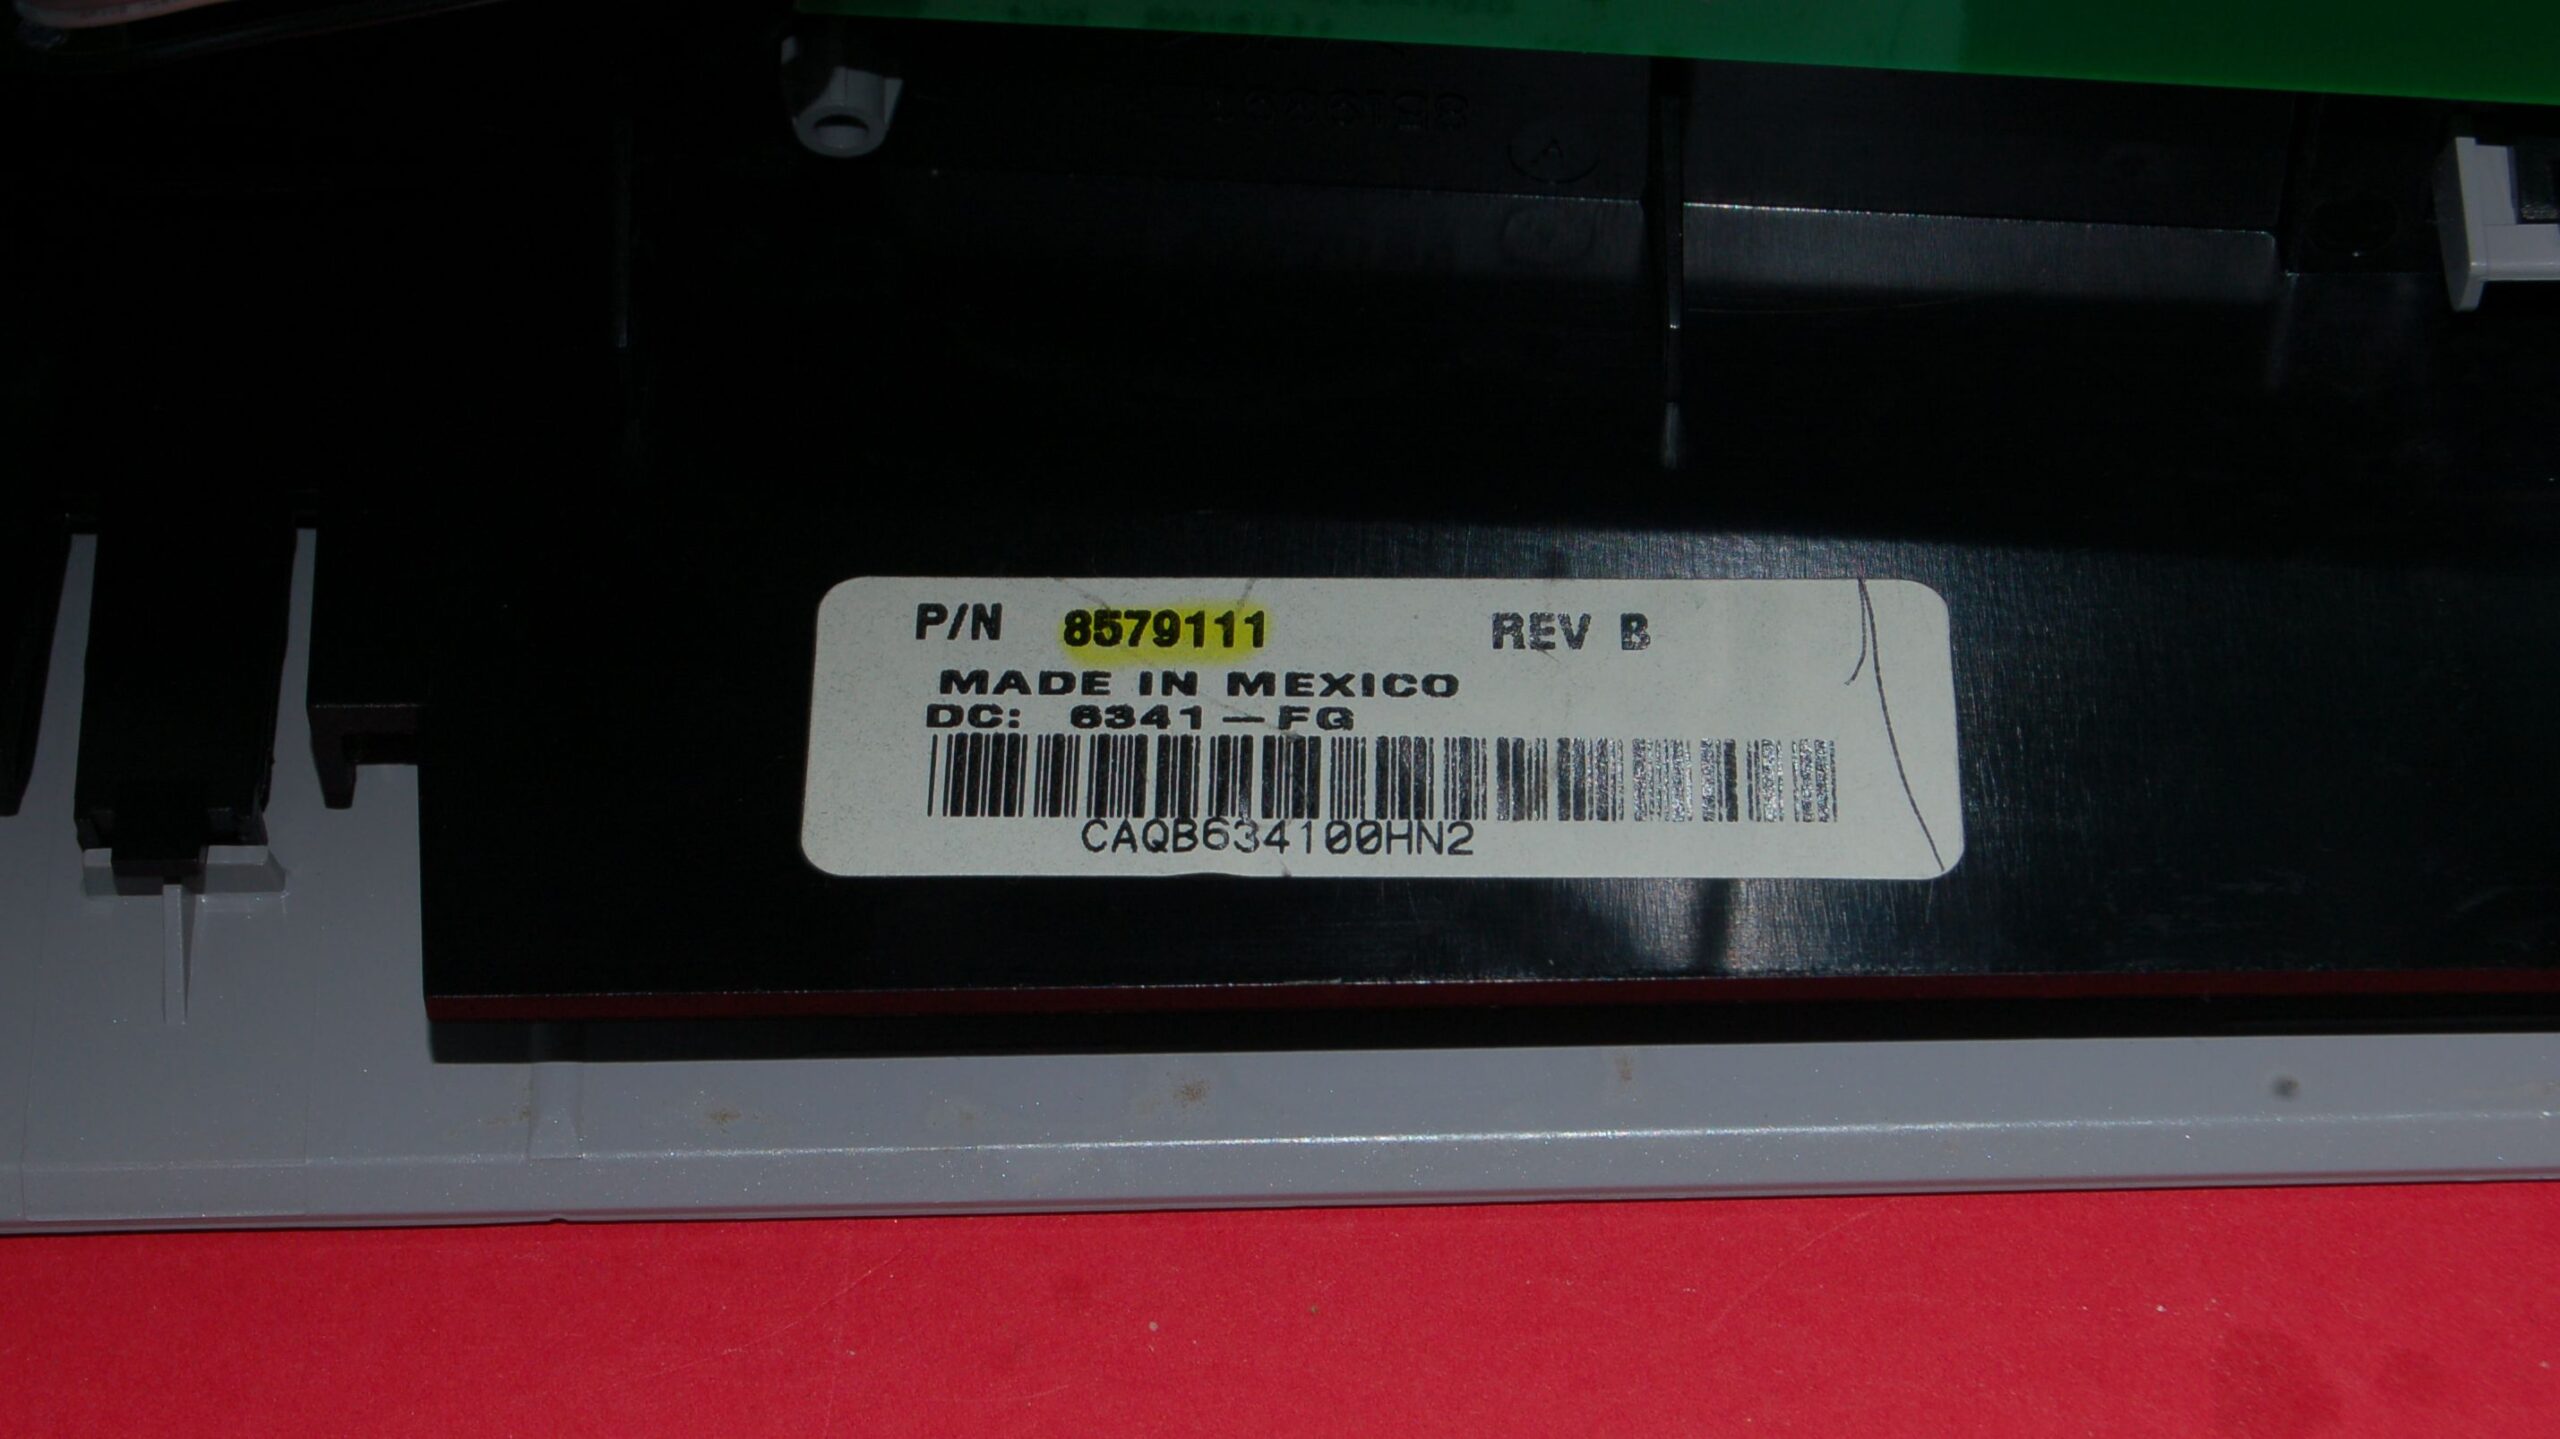 P/N 8579111 REV B
MADE IN MEXICO
DC: 6341-FG
CAQB634100HN2